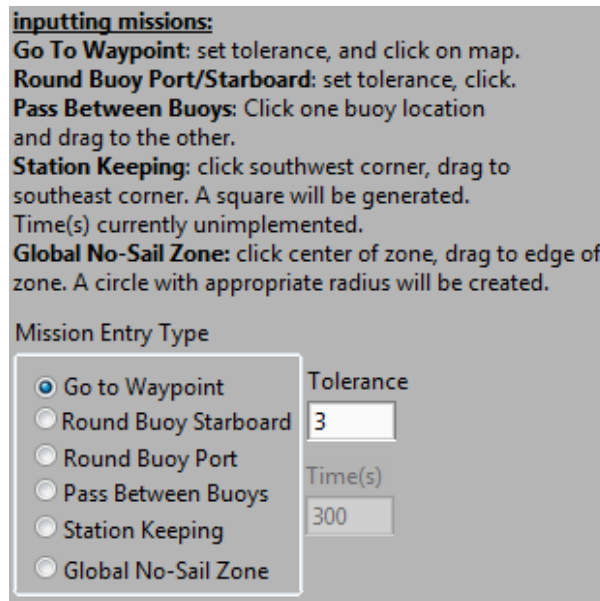 inputting missions:
Go To Waypoint: set tolerance, and click on map.
Round Buoy Port/Starboard: set tolerance, click.
Pass Between Buoys: Click one buoy location
and drag to the other.
Station Keeping: click southwest corner, drag to
southeast corner. A square will be generated.
Time(s) currently unimplemented.
Global No-Sail Zone: click center of zone, drag to edge of
zone. A circle with appropriate radius will be created.
Mission Entry Type
Go to Waypoint
Round Buoy Starboard
Round Buoy Port
Pass Between Buoys
Station Keeping
Global No-Sail Zone
Tolerance
3
Time(s)
300